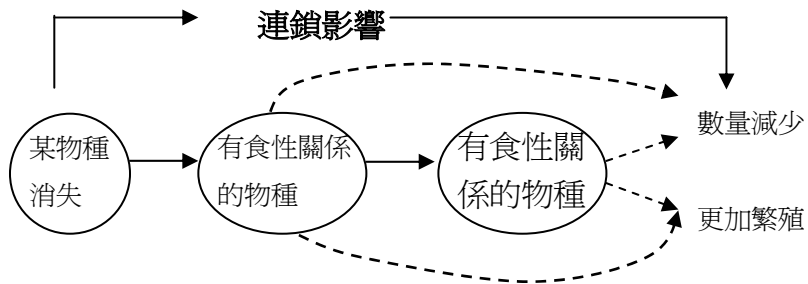 連鎖影響
某物種
消失
有食性關係
的物種
有食性關
係的物種
數量減少
更加繁殖